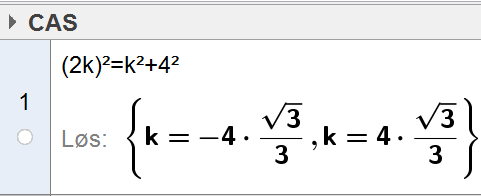 CAS
(2k)²=k²+4²
1
Løs: {k = −4 · √3/3 , k = 4 · √3/3}